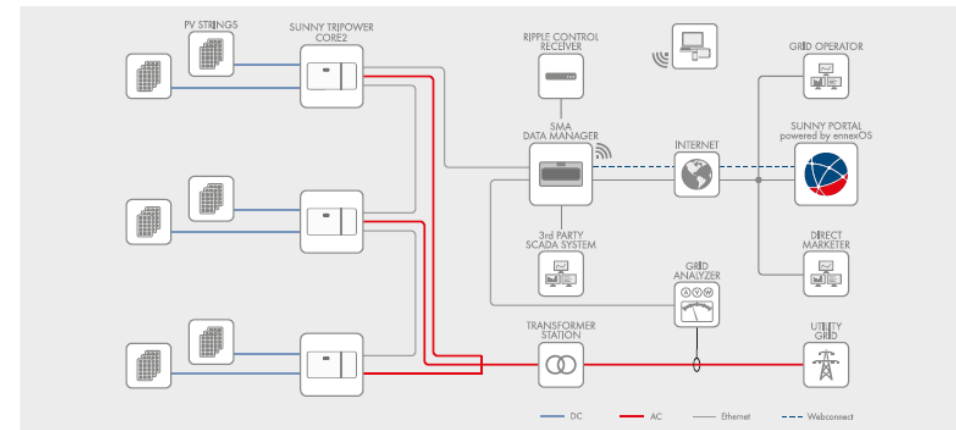 PV STRINGS
SUNNY TRIPOWER
CORE2
RIPPLE CONTROL
RECEIVER
GRID OPERATOR
SMA
DATA MANAGER
INTERNET
SUNNY PORTAL
powered by ennexOS
3rd PARTY
SCADA SYSTEM
GRID
ANALYZER
A V W
DIRECT
MARKETER
TRANSFORMER
STATION
UTILITY
GRID
DC
AC
Ethernet
Webconnect